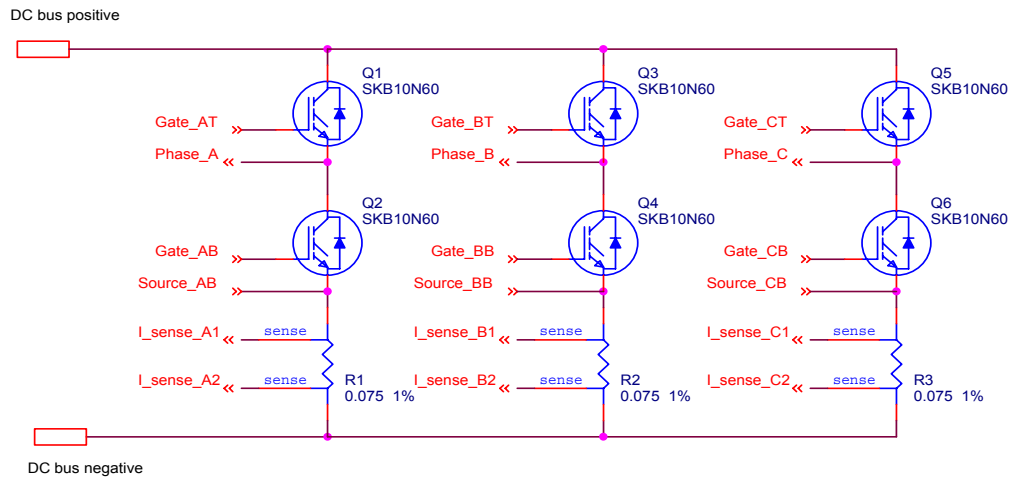 DC bus positive
Q1
SKB10N60
Q3
SKB10N60
Q5
SKB10N60
Gate_AT
Gate_BT
Gate_CT
Phase_A
Phase_B
Phase_C
Q2
SKB10N60
Q4
SKB10N60
Q6
SKB10N60
Gate_AB
Gate_BB
Gate_CB
Source_AB
Source_BB
Source_CB
I_sense_A1
sense
I_sense_B1
sense
I_sense_C1
sense
I_sense_A2
sense
R1
0.075 1%
I_sense_B2
sense
R2
0.075 1%
I_sense_C2
sense
R3
0.075 1%
DC bus negative